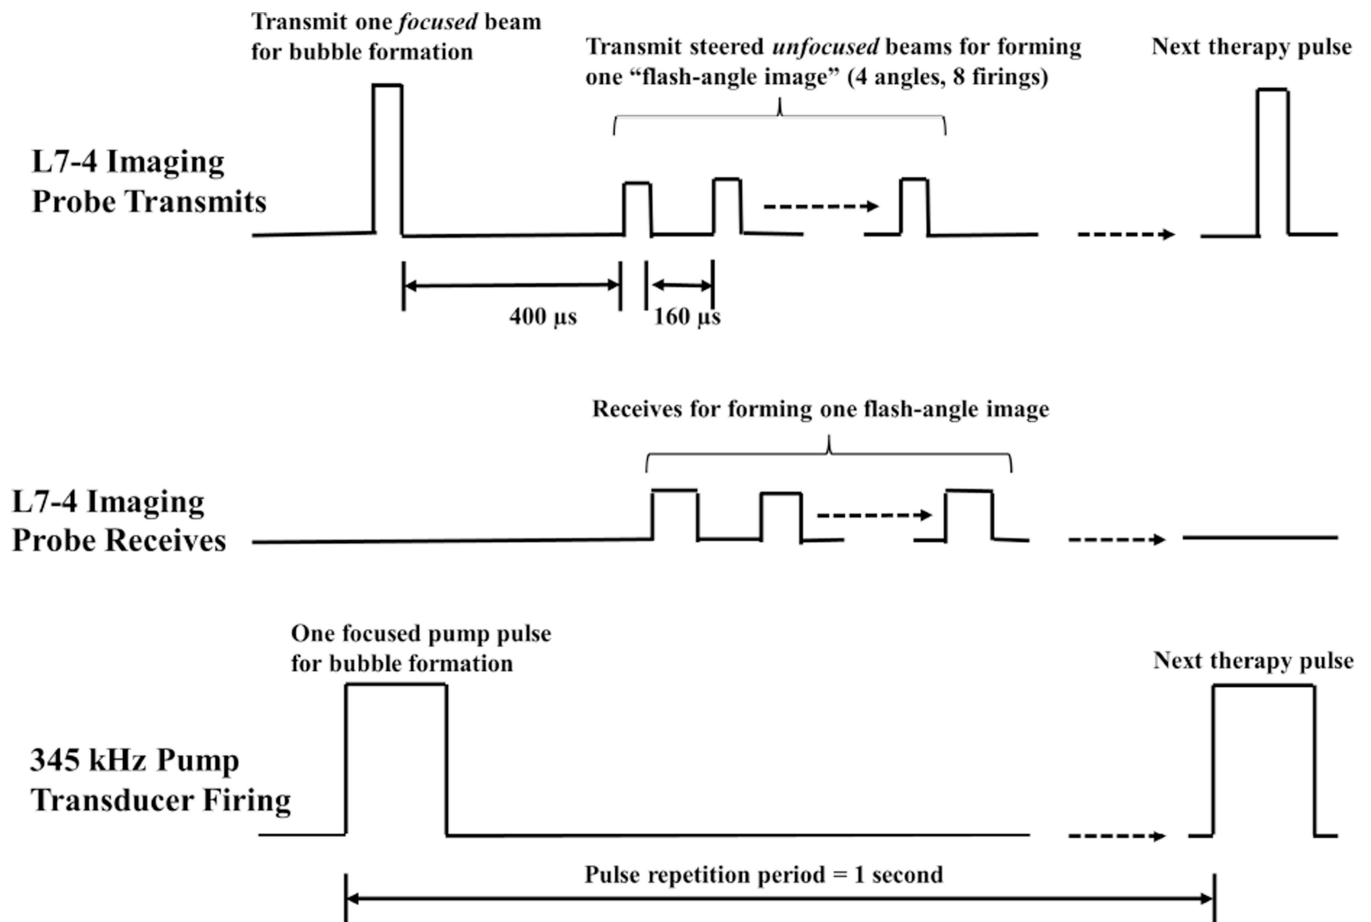 Transmit one focused beam
for bubble formation
Transmit steered unfocused beams for forming
one “flash-angle image” (4 angles, 8 firings)
Next therapy pulse
L7-4 Imaging
Probe Transmits
400 µs
160 µs
Receives for forming one flash-angle image
L7-4 Imaging
Probe Receives
One focused pump pulse
for bubble formation
Next therapy pulse
345 kHz Pump
Transducer Firing
Pulse repetition period = 1 second